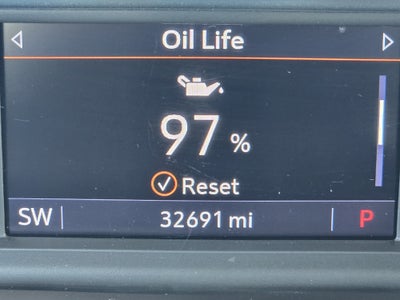 Oil Life
97 %
Reset
SW 32691 mi P